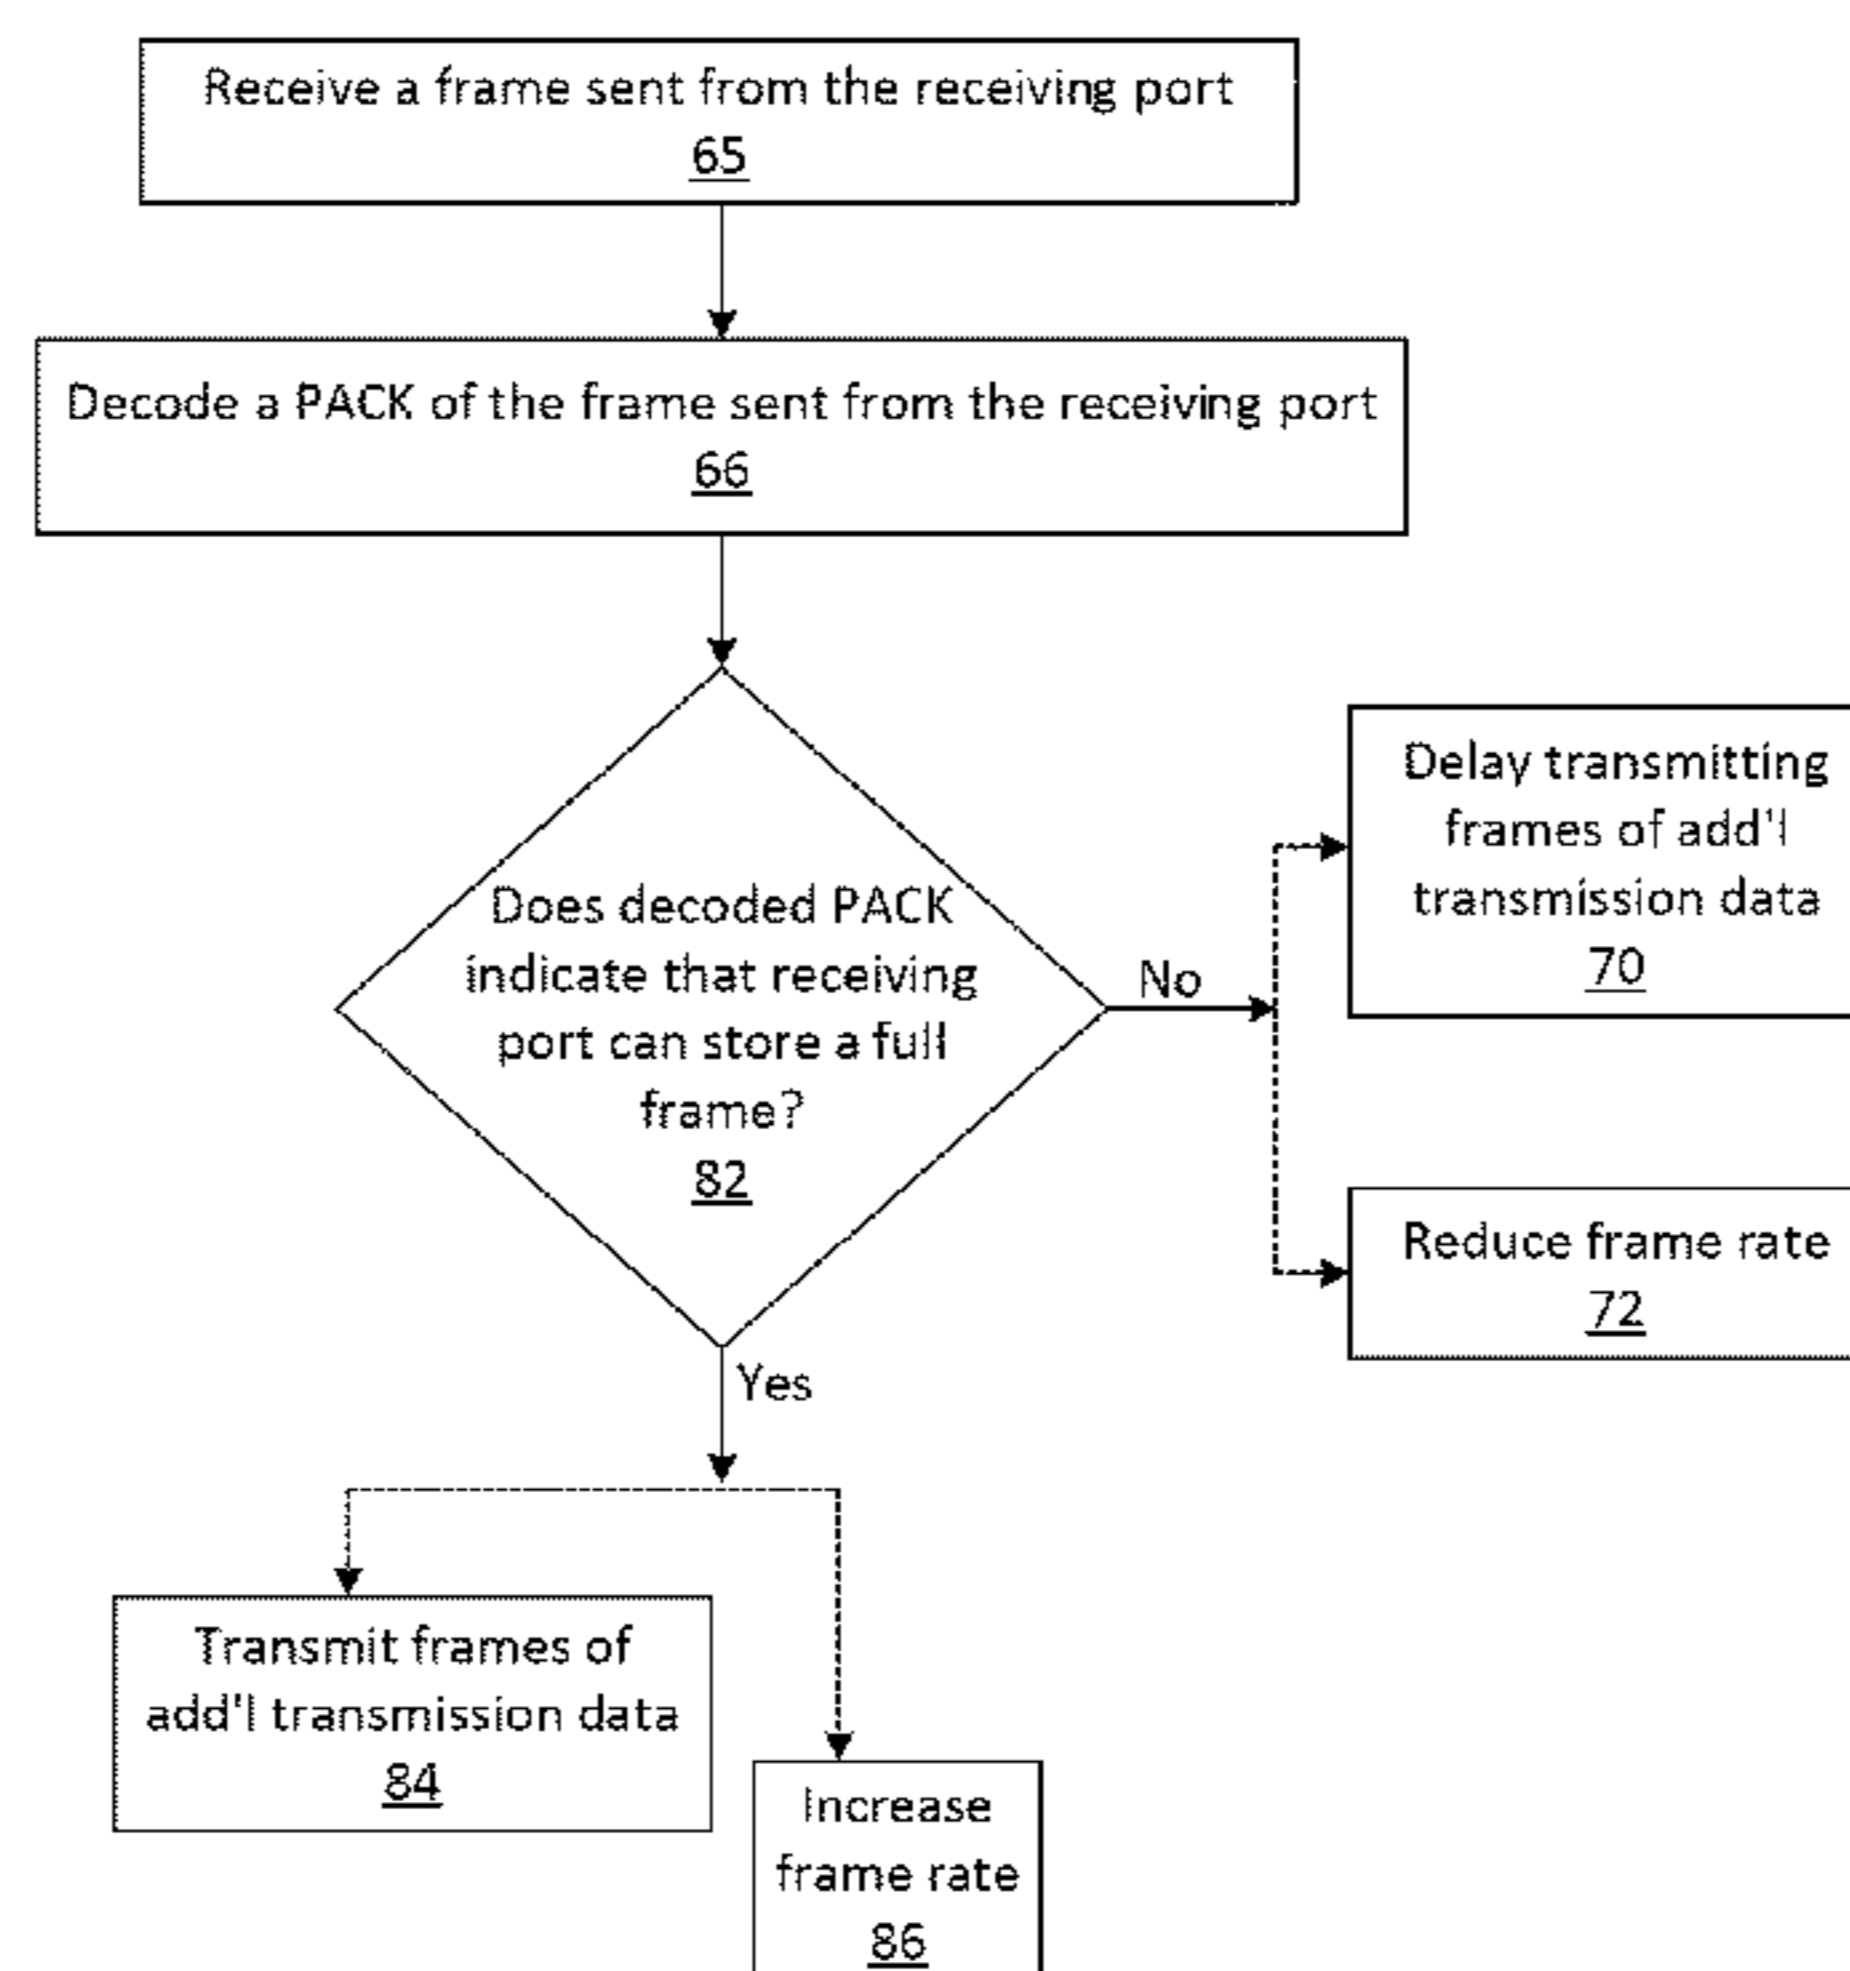 Receive a frame sent from the receiving port
65
Decode a PACK of the frame sent from the receiving port
66
Does decoded PACK
indicate that receiving
port can store a full
frame?
82
No
Delay transmitting
frames of add'l
transmission data
70
Reduce frame rate
72
Yes
Transmit frames of
add'l transmission data
84
Increase
frame rate
86